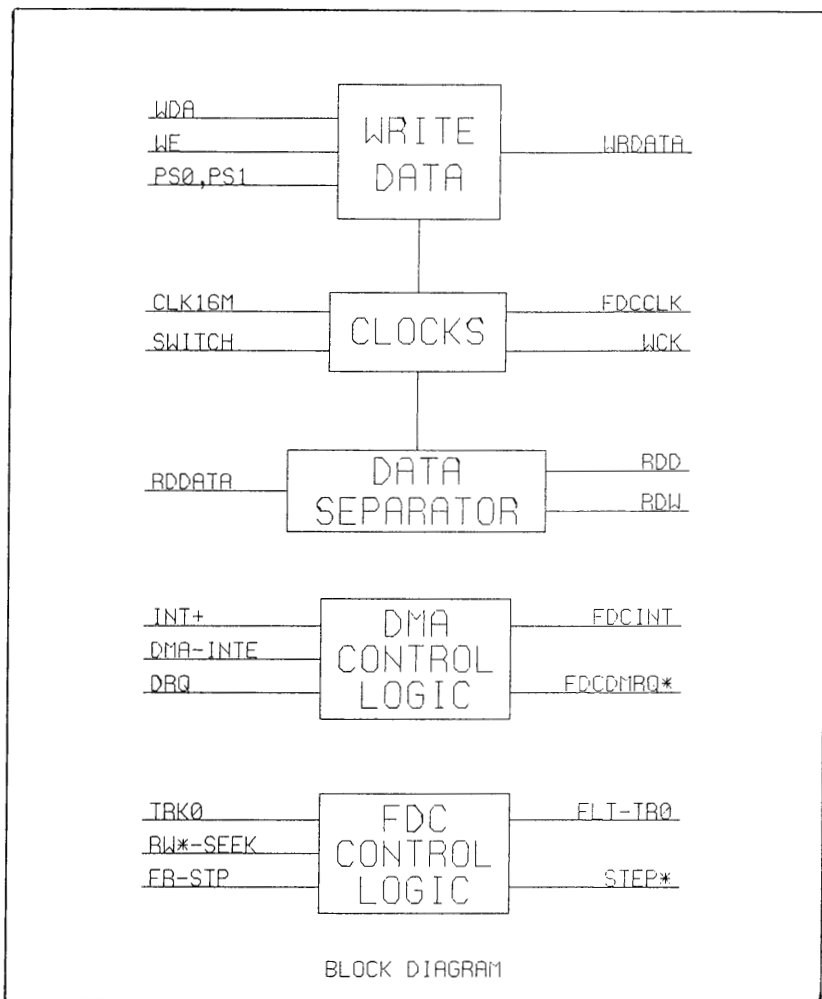 WDA
WE
PS0,PS1
WRITE
DATA
WRDATA
CLK16M
SWITCH
CLOCKS
FDCCLK
WCK
RDDATA
DATA
SEPARATOR
RDD
RDW
INT+
DMA-INTE
DRQ
DMA
CONTROL
LOGIC
FDCINT
FDCDMRQ*
TRK0
RW*-SEEK
FR-STP
FDC
CONTROL
LOGIC
FLT-TR0
STEP*
BLOCK DIAGRAM